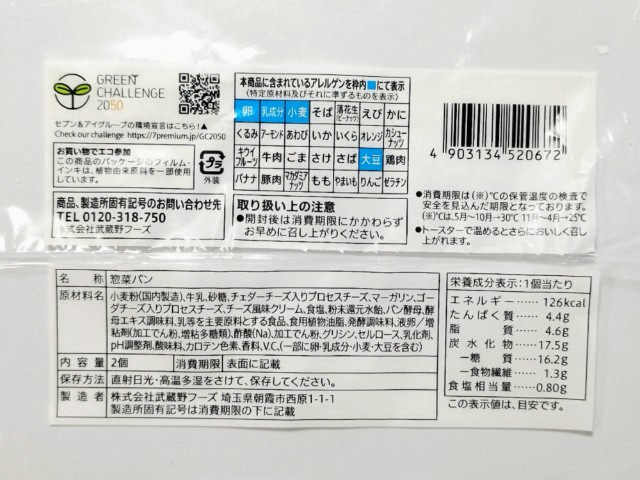 GREEN
CHALLENGE
2050
セブン&アイグループの環境宣言はこちら!▲
Check our challenge https://7premium.jp/GC2050
お買い物でエコ参加
この商品のパッケージのフィルム・
インキは、植物由来原料を一部使用
しています。
プラ
外装
商品、製造所固有記号のお問い合わせ先
TEL 0120-318-750
株式会社武蔵野フーズ
本商品に含まれているアレルゲンを枠内■にて表示
(特定原材料及びそれに準ずるものを表示)
卵 乳成分 小麦 そば 落花生(ピーナッツ) えび かに
くるみ アーモンド あわび いか いくら オレンジ カシューナッツ
キウイフルーツ 牛肉 ごま さけ さば 大豆 鶏肉
バナナ 豚肉 マカダミアナッツ もも やまいも りんご ゼラチン
取り扱い上の注意
●開封後は消費期限にかかわらず
お早めに召し上がりください。
4 903134 520672
●消費期限は(※)℃の保管温度の検査で
安全を確認した期限となっております。
(※)℃は、5月〜10月→30℃ 11月〜4月→25℃
●トースターで温めるとさらにおいしく召し
上がれます。
名称 惣菜パン
原材料名 小麦粉(国内製造)、牛乳、砂糖、チェダーチーズ入りプロセスチーズ、マーガリン、ゴー
ダチーズ入りプロセスチーズ、チーズ風味クリーム、食塩、粉末還元水飴、パン酵母、酵
母エキス調味料、乳等を主要原料とする食品、食用植物油脂、発酵調味料、液卵/増
粘剤(加工でん粉、増粘多糖類)、酢酸(Na)、加工でん粉、グリシン、セルロース、乳化剤、
pH調整剤、酸味料、カロテン色素、香料、V.C、(一部に卵・乳成分・小麦・大豆を含む)
内容量 2個 消費期限 表面に記載
保存方法 直射日光・高温多湿をさけて、保存してください。
製造者 株式会社武蔵野フーズ 埼玉県朝霞市西原1-1-1
製造所固有記号は消費期限の下に記載
栄養成分表示:1個当たり
エネルギー……126kcal
たんぱく質……4.4g
脂質……4.6g
炭水化物……17.5g
―糖質……16.2g
―食物繊維……1.3g
食塩相当量……0.80g
この表示値は、目安です。